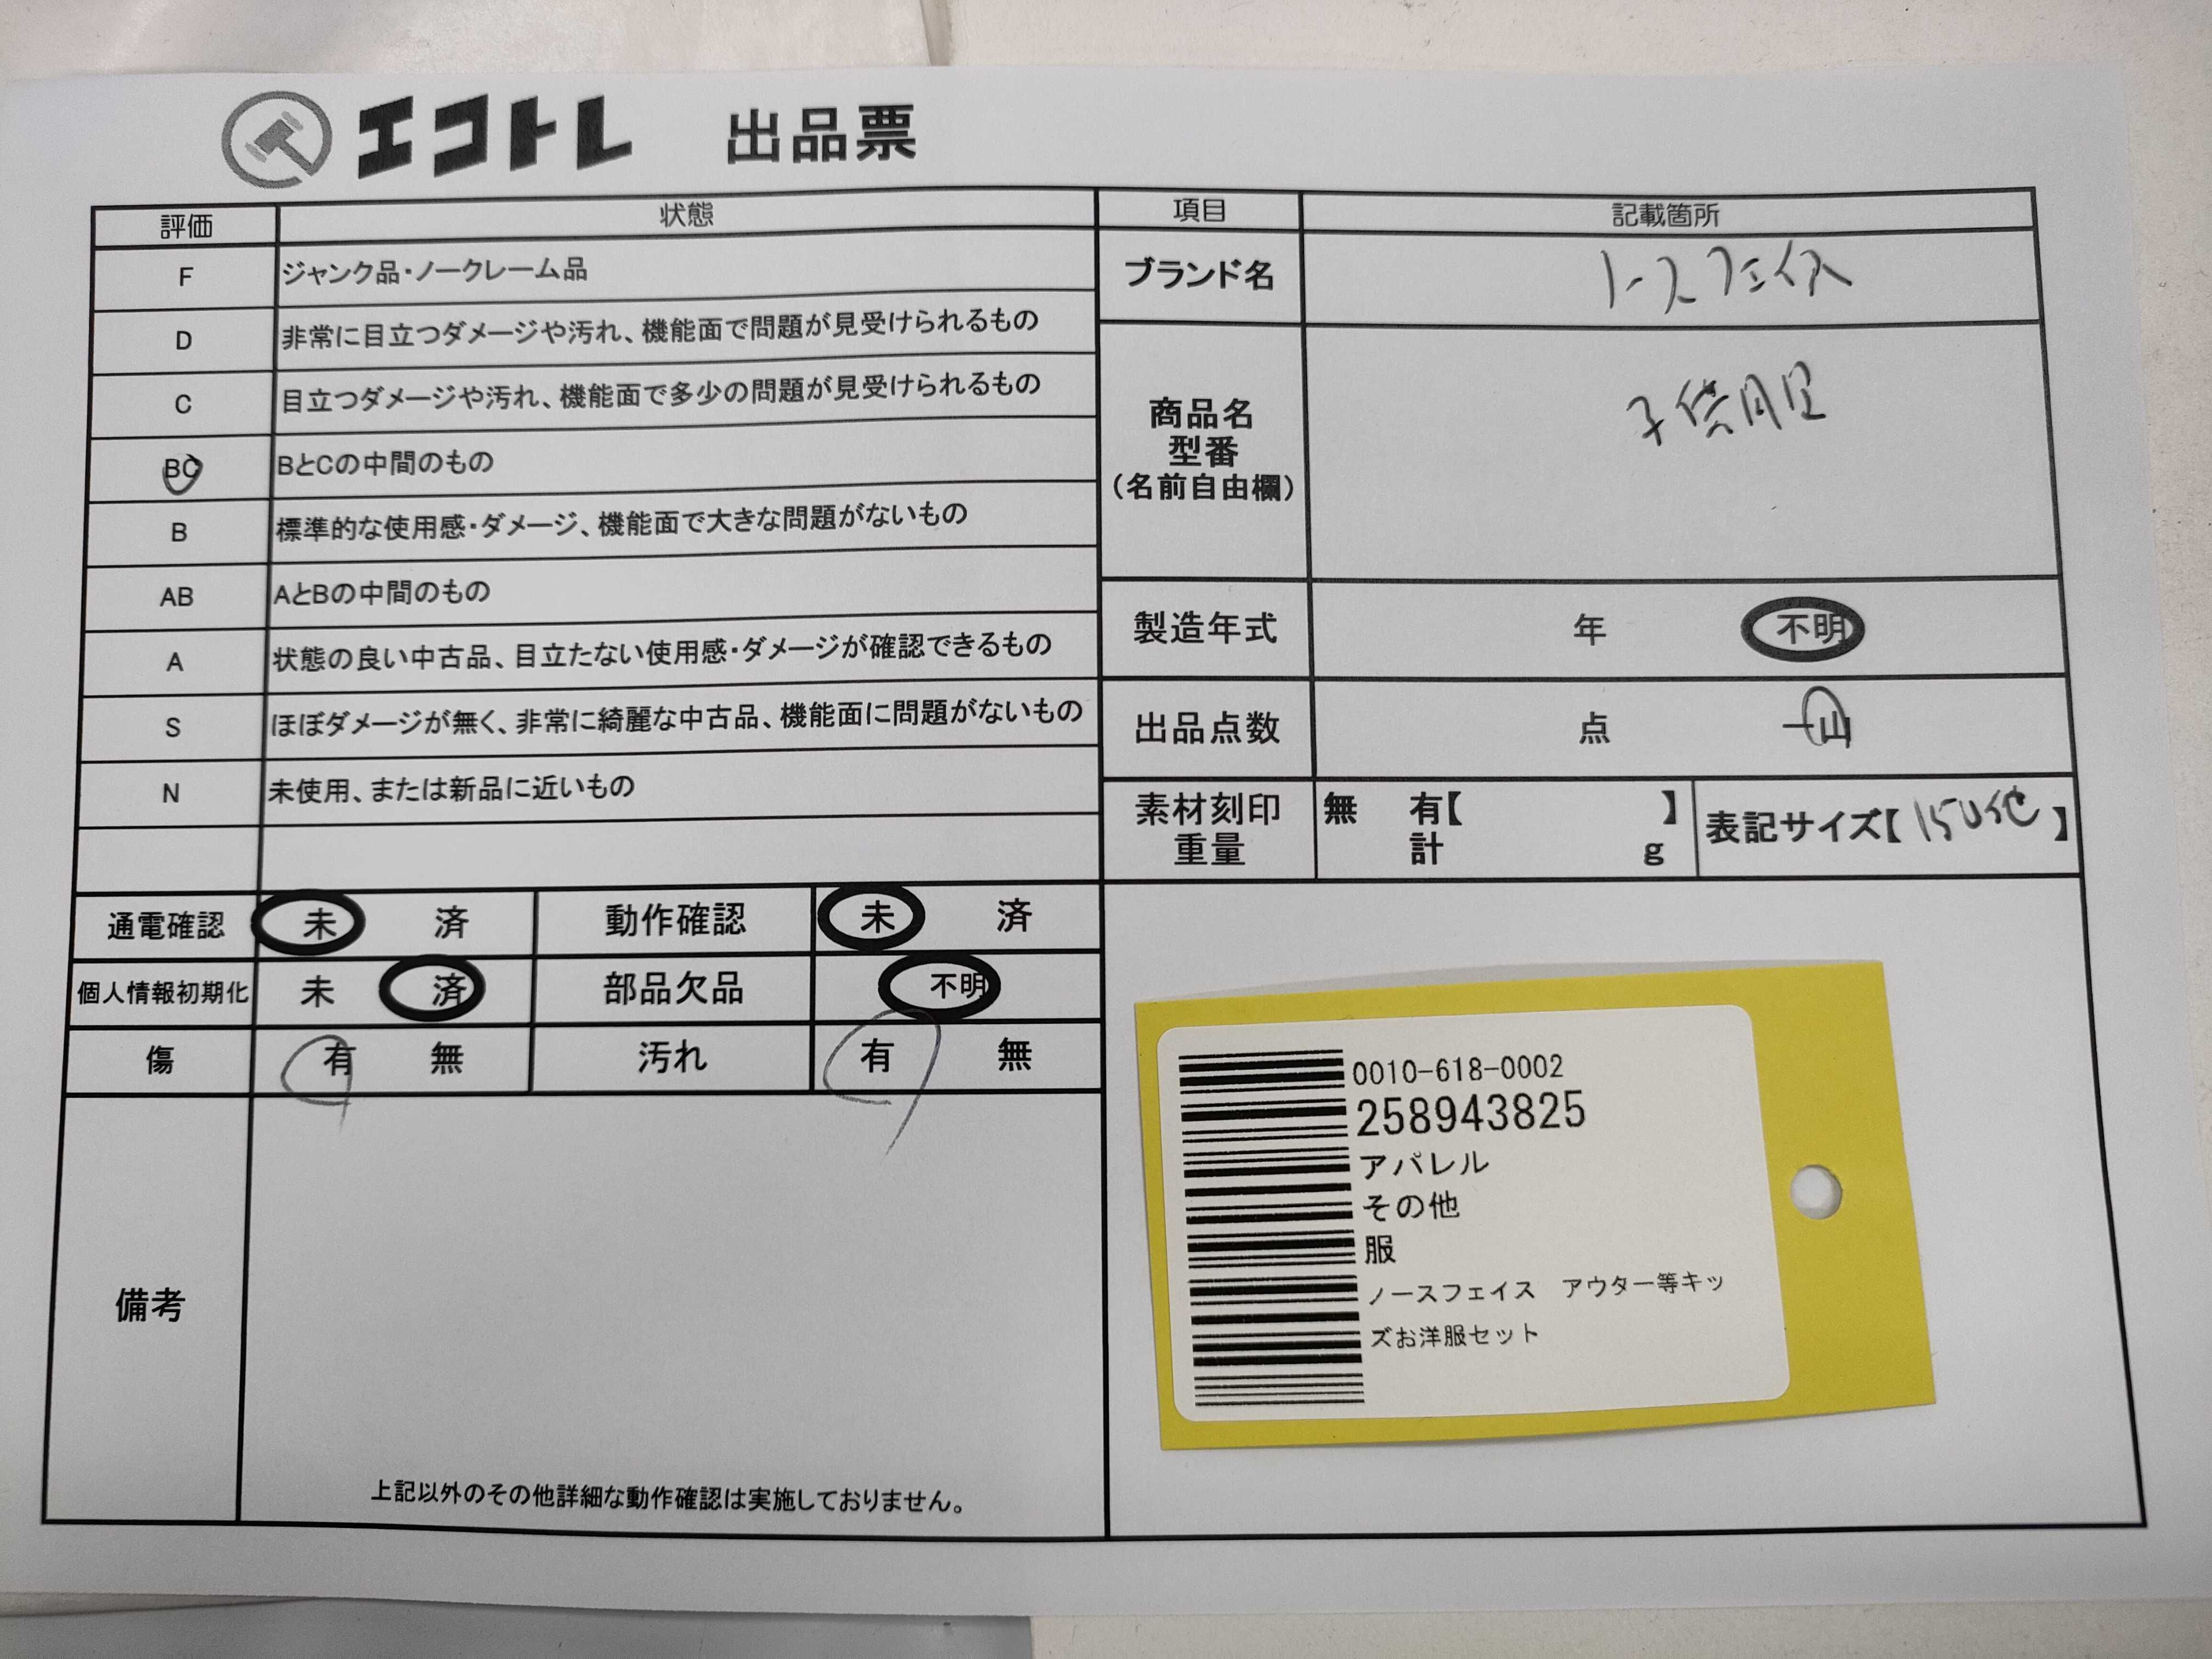 エコトレ 出品票
評価 状態
F ジャンク品・ノークレーム品
D 非常に目立つダメージや汚れ、機能面で問題が見受けられるもの
C 目立つダメージや汚れ、機能面で多少の問題が見受けられるもの
BC BとCの中間のもの
B 標準的な使用感・ダメージ、機能面で大きな問題がないもの
AB AとBの中間のもの
A 状態の良い中古品、目立たない使用感・ダメージが確認できるもの
S ほぼダメージが無く、非常に綺麗な中古品、機能面に問題がないもの
N 未使用、または新品に近いもの
通電確認 未 済 動作確認 未 済
個人情報初期化 未 済 部品欠品 不明
傷 有 無 汚れ 有 無
備考
上記以外のその他詳細な動作確認は実施しておりません。
項目 記載箇所
ブランド名 ノースフェイス
商品名
型番
（名前自由欄）
子供服
製造年式 年 不明
出品点数 点 一山
素材刻印 無 有【 】
重量 計 g
表記サイズ【150他】
0010-618-0002
258943825
アパレル
その他
服
ノースフェイス アウター等キッ
ズお洋服セット